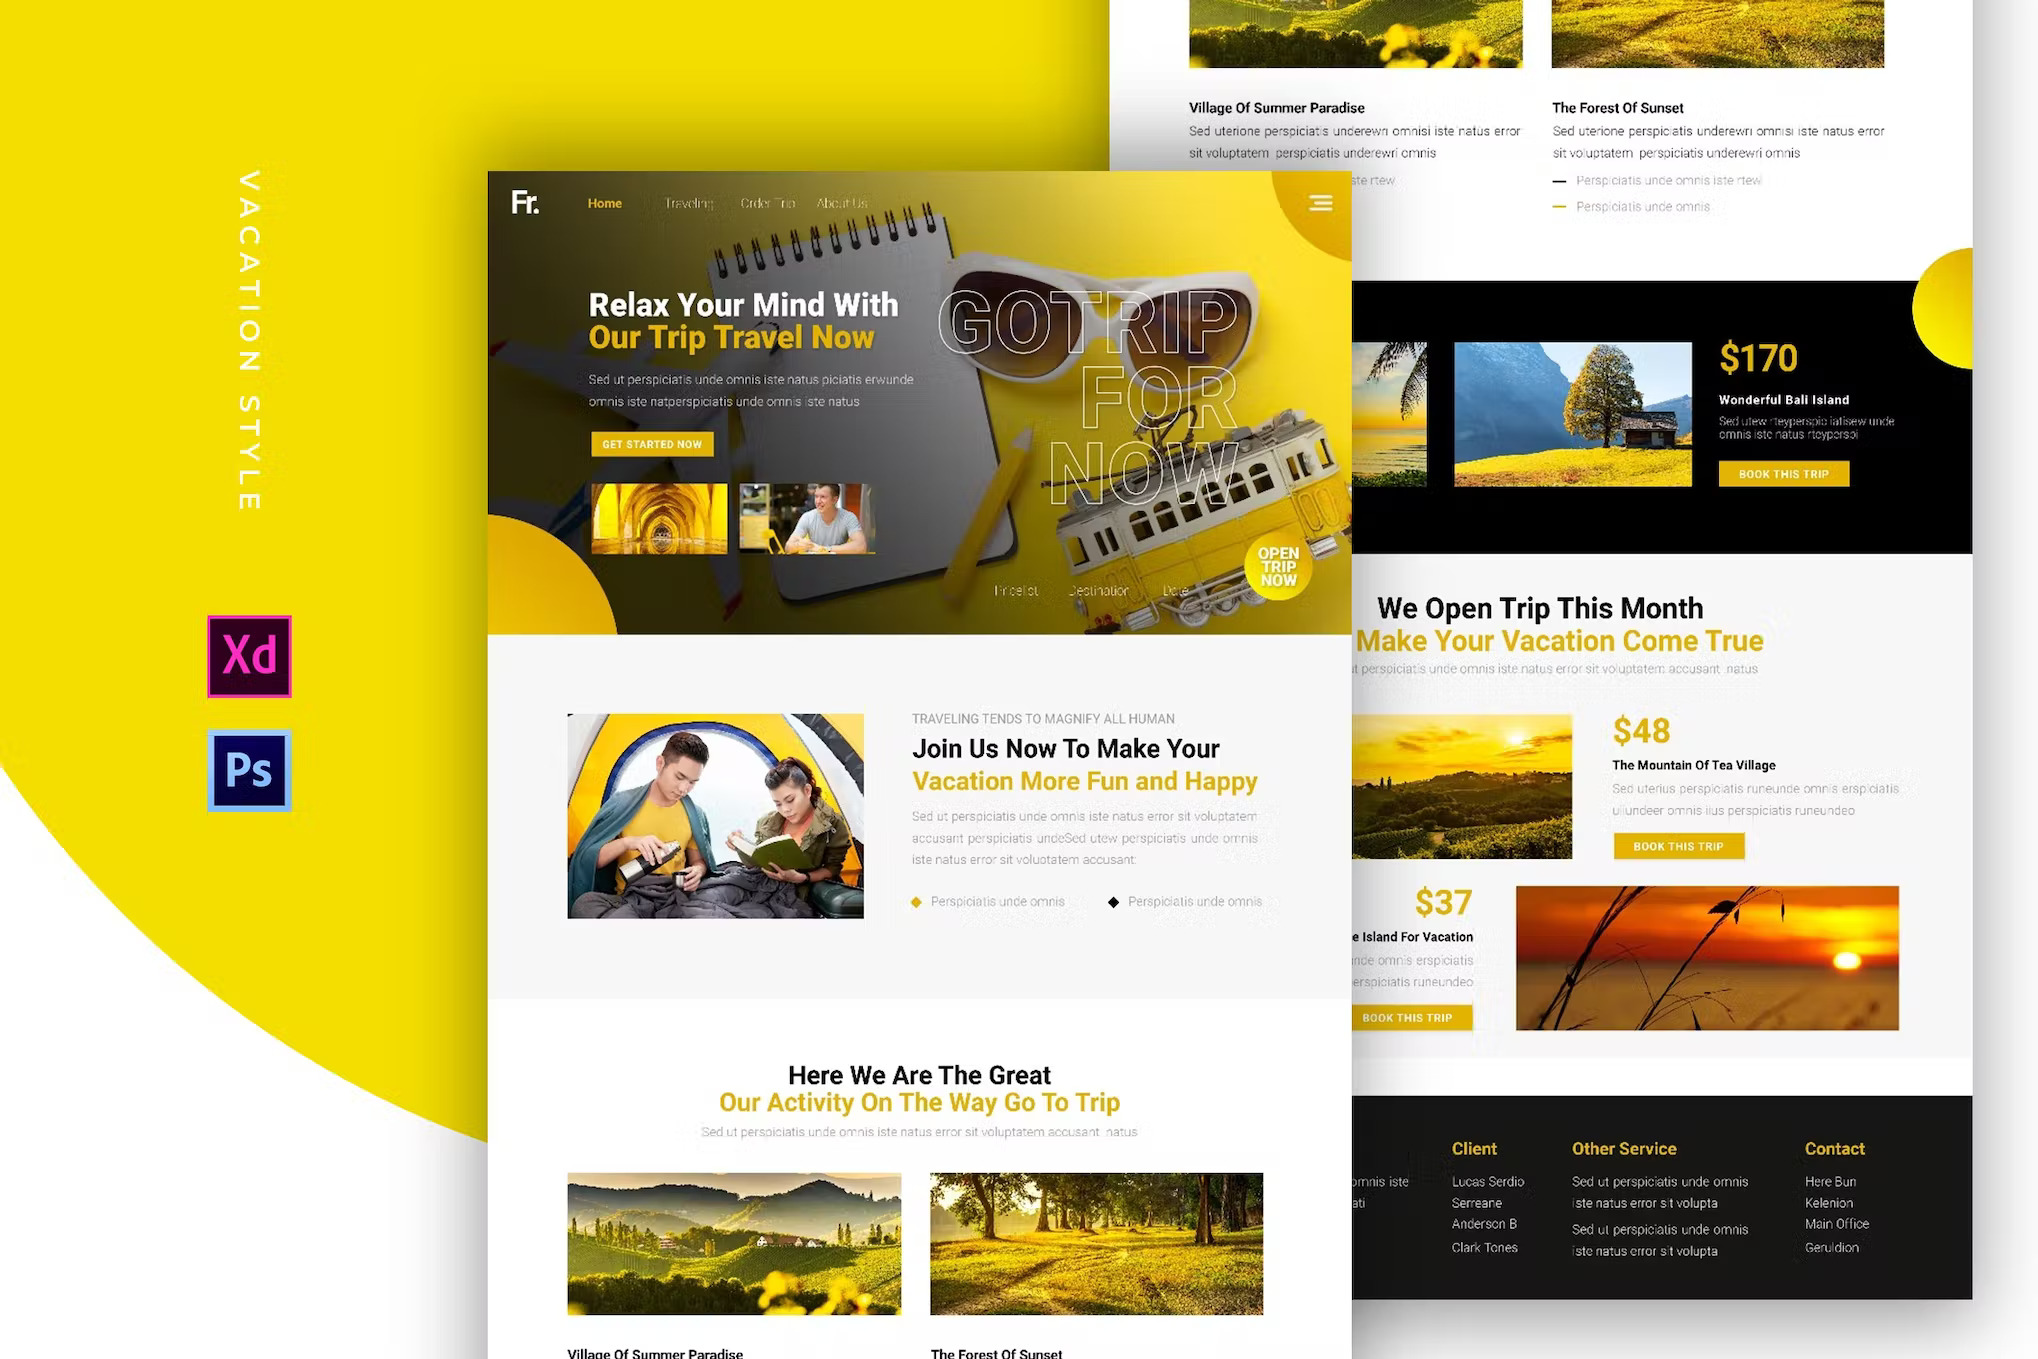 VACATION STYLE
Xd
Ps
Fr.
Home Traveling Order Trip About Us
Relax Your Mind With
Our Trip Travel Now
Sed ut perspiciatis unde omnis iste natus piciatis erwunde
omnis iste natperspiciatis unde omnis iste natus
GET STARTED NOW
GOTRIP
FOR
NOW
OPEN
TRIP
NOW
Pricelist Destination Date
TRAVELING TENDS TO MAGNIFY ALL HUMAN
Join Us Now To Make Your
Vacation More Fun and Happy
Sed ut perspiciatis unde omnis iste natus error sit voluptatem
accusant perspiciatis undeSed utew perspiciatis unde omnis
iste natus error sit voluptatem accusant:
Perspiciatis unde omnis
Perspiciatis unde omnis
Here We Are The Great
Our Activity On The Way Go To Trip
Sed ut perspiciatis unde omnis iste natus error sit voluptatem accusant natus
Village Of Summer Paradise
The Forest Of Sunset
Village Of Summer Paradise
Sed uterione perspiciatis underewri omnisi iste natus error
sit voluptatem perspiciatis underewri omnis
ste rtew
The Forest Of Sunset
Sed uterione perspiciatis underewri omnisi iste natus error
sit voluptatem perspiciatis underewri omnis
Perspiciatis unde omnis iste rtew
Perspiciatis unde omnis
$170
Wonderful Bali Island
Sed utew rteyperspic iatisew unde
omnis iste natus rteyperspi
BOOK THIS TRIP
We Open Trip This Month
Make Your Vacation Come True
ut perspiciatis unde omnis iste natus error sit voluptatem accusant natus
$48
The Mountain Of Tea Village
Sed uterius perspiciatis runeunde omnis erspiciatis
uiiundeer omnis iius perspiciatis runeundeo
BOOK THIS TRIP
$37
e Island For Vacation
nde omnis erspiciatis
erspiciatis runeundeo
BOOK THIS TRIP
omnis iste
ati
Client
Lucas Serdio
Serreane
Anderson B
Clark Tones
Other Service
Sed ut perspiciatis unde omnis
iste natus error sit volupta
Sed ut perspiciatis unde omnis
iste natus error sit volupta
Contact
Here Bun
Kelenion
Main Office
Geruldion